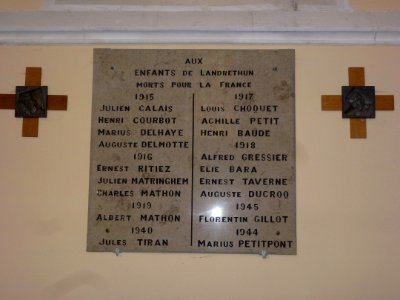 AUX
ENFANTS DE LANDRETHUN
MORTS POUR LA FRANCE
1915
JULIEN CALAIS
HENRI COURBOT
MARIUS DELHAYE
AUGUSTE DELMOTTE
1916
ERNEST RITIEZ
JULIEN MATRINGHEM
CHARLES MATHON
1919
ALBERT MATHON
1940
JULES TIRAN
1917
LOUIS CHOQUET
ACHILLE PETIT
HENRI BAUDE
1918
ALFRED GRESSIER
ELIE BARA
ERNEST TAVERNE
AUGUSTE DUCROQ
1945
FLORENTIN GILLOT
1944
MARIUS PETITPONT